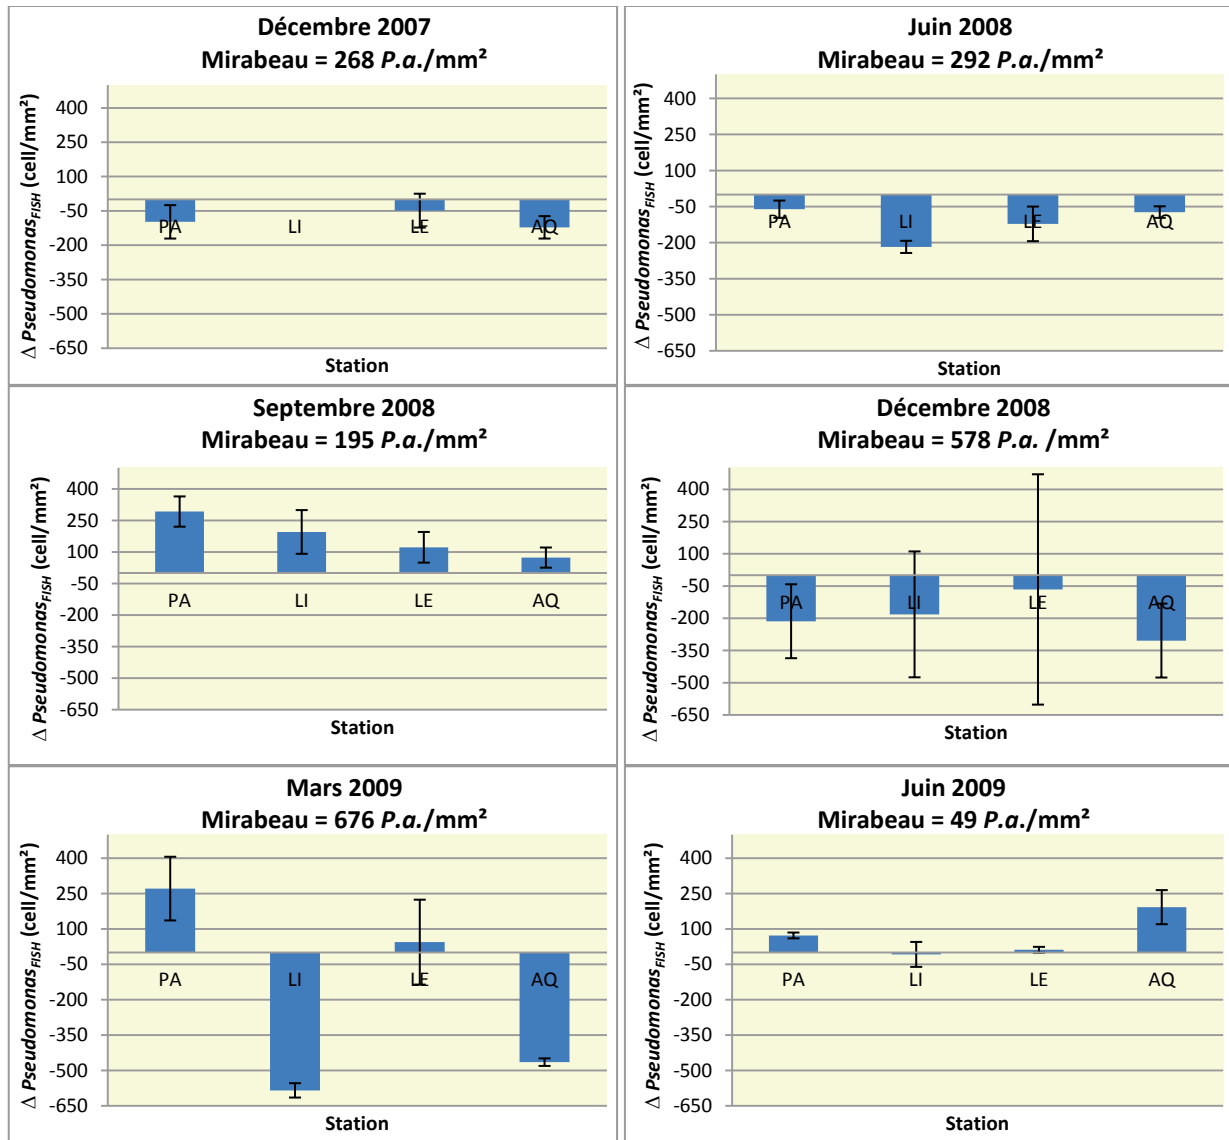 Décembre 2007
Mirabeau = 268 P.a./mm²
Δ Pseudomonas_FISH (cell/mm²)
400
250
100
-50
-200
-350
-500
-650
PA LI LE AQ
Station
Juin 2008
Mirabeau = 292 P.a./mm²
Δ Pseudomonas_FISH (cell/mm²)
400
250
100
-50
-200
-350
-500
-650
PA LI LE AQ
Station
Septembre 2008
Mirabeau = 195 P.a./mm²
Δ Pseudomonas_FISH (cell/mm²)
400
250
100
-50
-200
-350
-500
-650
PA LI LE AQ
Station
Décembre 2008
Mirabeau = 578 P.a. /mm²
Δ Pseudomonas_FISH (cell/mm²)
400
250
100
-50
-200
-350
-500
-650
PA LI LE AQ
Station
Mars 2009
Mirabeau = 676 P.a./mm²
Δ Pseudomonas_FISH (cell/mm²)
400
250
100
-50
-200
-350
-500
-650
PA LI LE AQ
Station
Juin 2009
Mirabeau = 49 P.a./mm²
Δ Pseudomonas_FISH (cell/mm²)
400
250
100
-50
-200
-350
-500
-650
PA LI LE AQ
Station